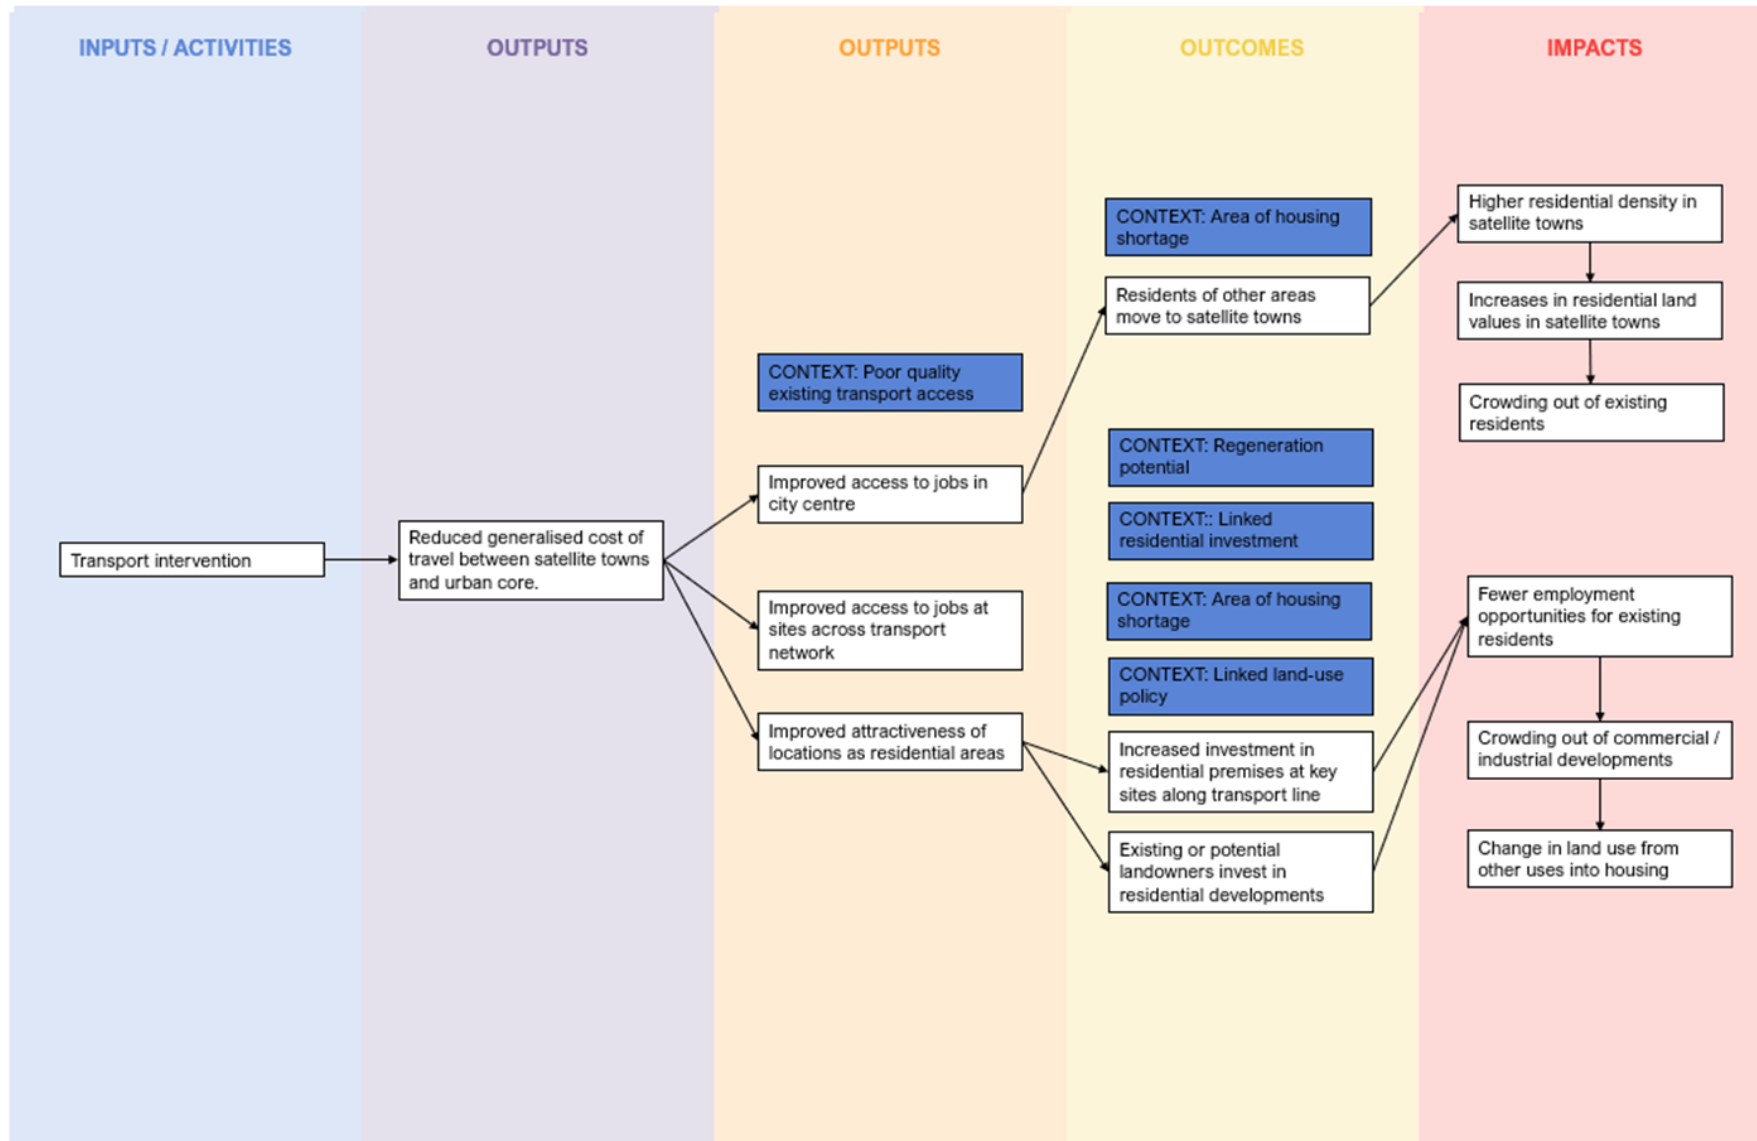 INPUTS / ACTIVITIES
OUTPUTS
OUTPUTS
OUTCOMES
IMPACTS
Transport intervention
Reduced generalised cost of
travel between satellite towns
and urban core.
CONTEXT: Poor quality
existing transport access
Improved access to jobs in
city centre
Improved access to jobs at
sites across transport
network
Improved attractiveness of
locations as residential areas
CONTEXT: Area of housing
shortage
Residents of other areas
move to satellite towns
CONTEXT: Regeneration
potential
CONTEXT:: Linked
residential investment
CONTEXT: Area of housing
shortage
CONTEXT: Linked land-use
policy
Increased investment in
residential premises at key
sites along transport line
Existing or potential
landowners invest in
residential developments
Higher residential density in
satellite towns
Increases in residential land
values in satellite towns
Crowding out of existing
residents
Fewer employment
opportunities for existing
residents
Crowding out of commercial /
industrial developments
Change in land use from
other uses into housing